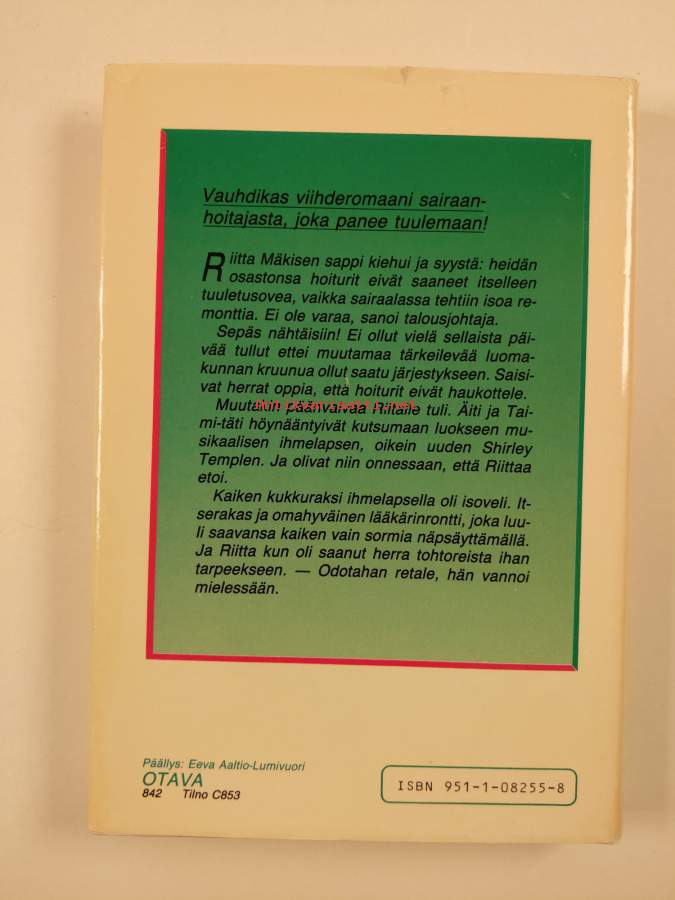 Vauhdikas viihderomaani sairaan-
hoitajasta, joka panee tuulemaan!
Riitta Mäkisen sappi kiehui ja syystä: heidän
osastonsa hoiturit eivät saaneet itselleen
tuuletusovea, vaikka sairaalassa tehtiin isoa re-
monttia. Ei ole varaa, sanoi talousjohtaja.
Sepäs nähtäisiin! Ei ollut vielä sellaista päi-
vää tullut ettei muutamaa tärkeilevää luoma-
kunnan kruunua ollut saatu järjestykseen. Saisi-
vat herrat oppia, että hoiturit eivät haukottele.
Muutakin päänvaivaa Riitalle tuli. Äiti ja Tai-
mi-täti höynääntyivät kutsumaan luokseen mu-
sikaalisen ihmelapsen, oikein uuden Shirley
Templen. Ja olivat niin onnessaan, että Riittaa
etoi.
Kaiken kukkuraksi ihmelapsella oli isoveli. It-
serakas ja omahyväinen lääkärinrontti, joka luu-
li saavansa kaiken vain sormia näpsäyttämällä.
Ja Riitta kun oli saanut herra tohtoreista ihan
tarpeekseen. — Odotahan retale, hän vannoi
mielessään.
Päällys: Eeva Aaltio-Lumivuori
OTAVA
842 Tilno C853
ISBN 951-1-08255-8